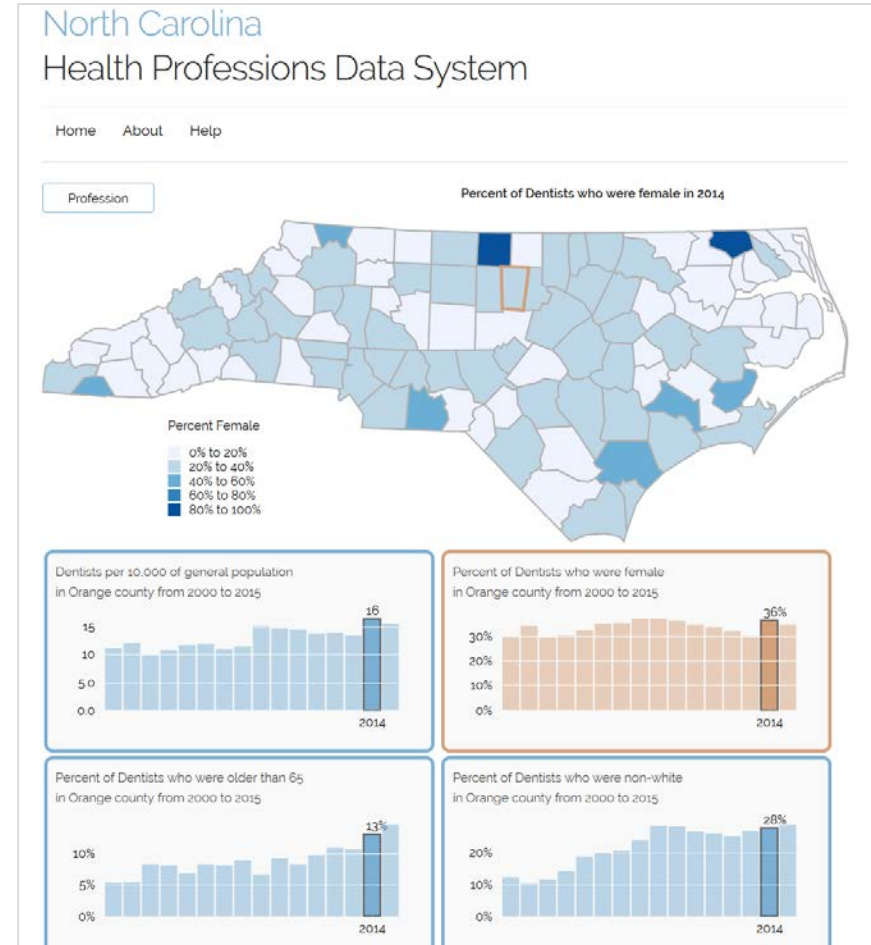 North Carolina
Health Professions Data System
Home About Help
Profession
Percent of Dentists who were female in 2014
Percent Female
0% to 20%
20% to 40%
40% to 60%
60% to 80%
80% to 100%
Dentists per 10,000 of general population
in Orange county from 2000 to 2015
16
15
10
5.0
0.0
2014
Percent of Dentists who were female
in Orange county from 2000 to 2015
36%
30%
20%
10%
0%
2014
Percent of Dentists who were older than 65
in Orange county from 2000 to 2015
13%
10%
5%
0%
2014
Percent of Dentists who were non-white
in Orange county from 2000 to 2015
28%
20%
10%
0%
2014